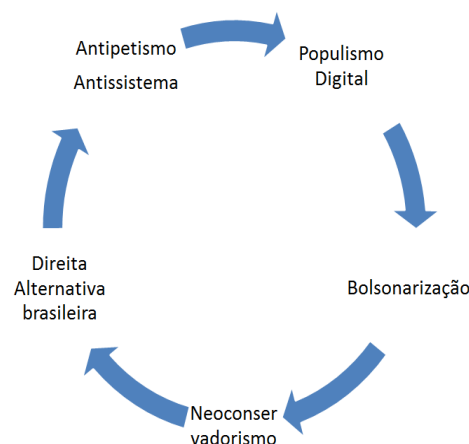 Antipetismo
Antissistema
Populismo
Digital
Bolsonarização
Neoconser
vadorismo
Direita
Alternativa
brasileira